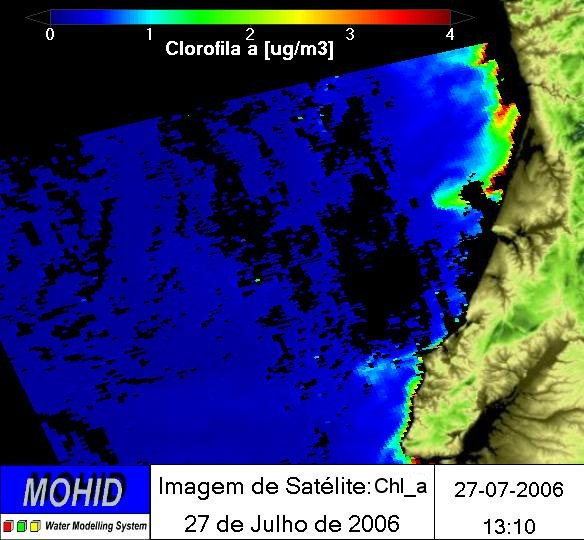 0 1 2 3 4
Clorofila a [ug/m3]
MOHID
Water Modelling System
Imagem de Satélite: Chl_a
27 de Julho de 2006
27-07-2006
13:10